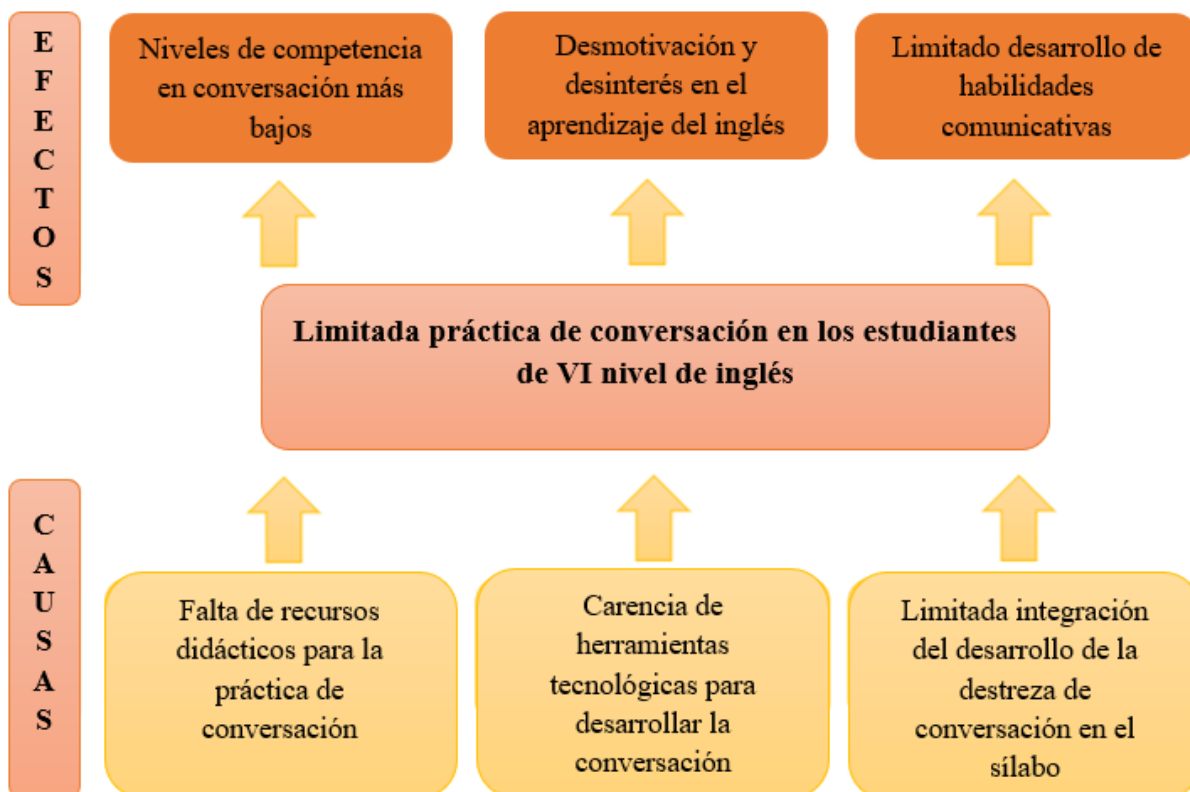 E
F
E
C
T
O
S
Niveles de competencia
en conversación más
bajos
Desmotivación y
desinterés en el
aprendizaje del inglés
Limitado desarrollo de
habilidades
comunicativas
Limitada práctica de conversación en los estudiantes
de VI nivel de inglés
C
A
U
S
A
S
Falta de recursos
didácticos para la
práctica de
conversación
Carencia de
herramientas
tecnológicas para
desarrollar la
conversación
Limitada integración
del desarrollo de la
destreza de
conversación en el
sílabo